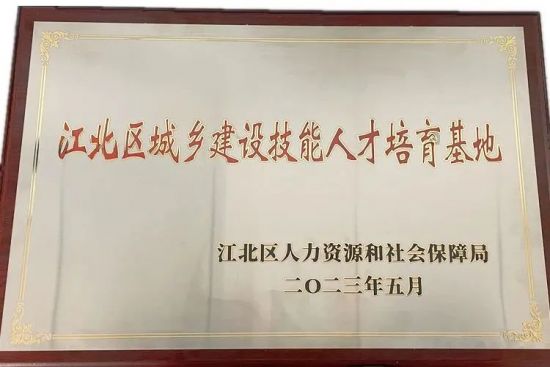 江北区城乡建设技能人才培育基地
江北区人力资源和社会保障局
二〇二三年五月